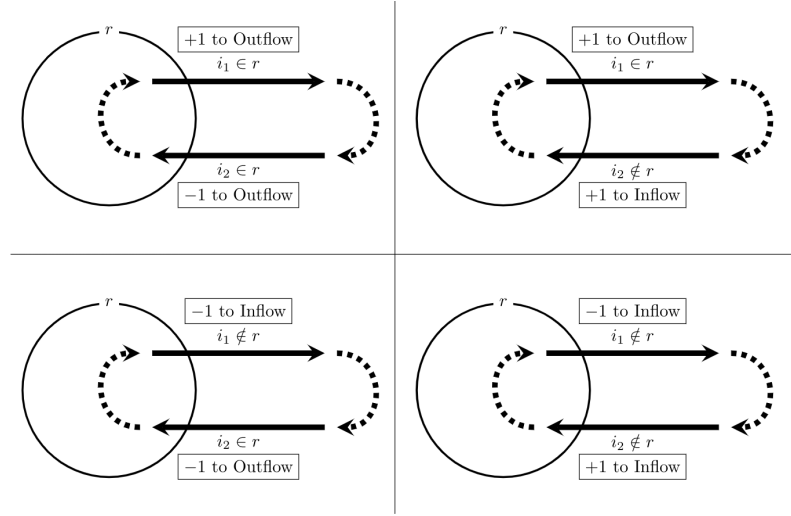 r
+1 to Outflow
i₁ ∈ r
i₂ ∈ r
−1 to Outflow
r
+1 to Outflow
i₁ ∈ r
i₂ ∉ r
+1 to Inflow
r
−1 to Inflow
i₁ ∉ r
i₂ ∈ r
−1 to Outflow
r
−1 to Inflow
i₁ ∉ r
i₂ ∉ r
+1 to Inflow